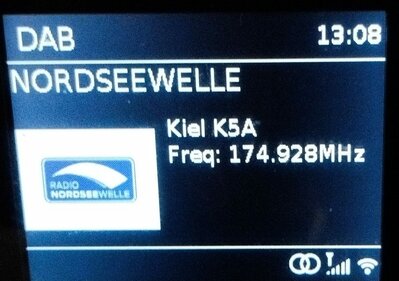 DAB 13:08
NORDSEEWELLE
Kiel K5A
Freq: 174.928MHz
RADIO
NORDSEEWELLE